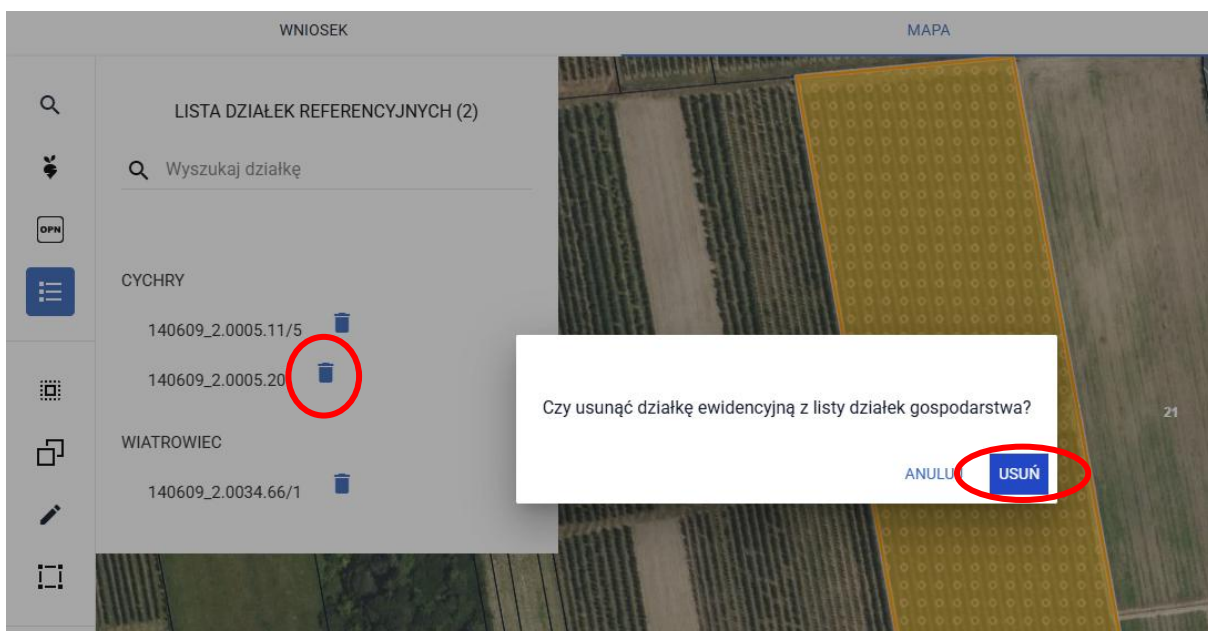 WNIOSEK
MAPA
LISTA DZIAŁEK REFERENCYJNYCH (2)
Wyszukaj działkę
OPN
CYCHRY
140609_2.0005.11/5
140609_2.0005.20
Czy usunąć działkę ewidencyjną z listy działek gospodarstwa?
21
WIATROWIEC
ANULUJ
USUŃ
140609_2.0034.66/1